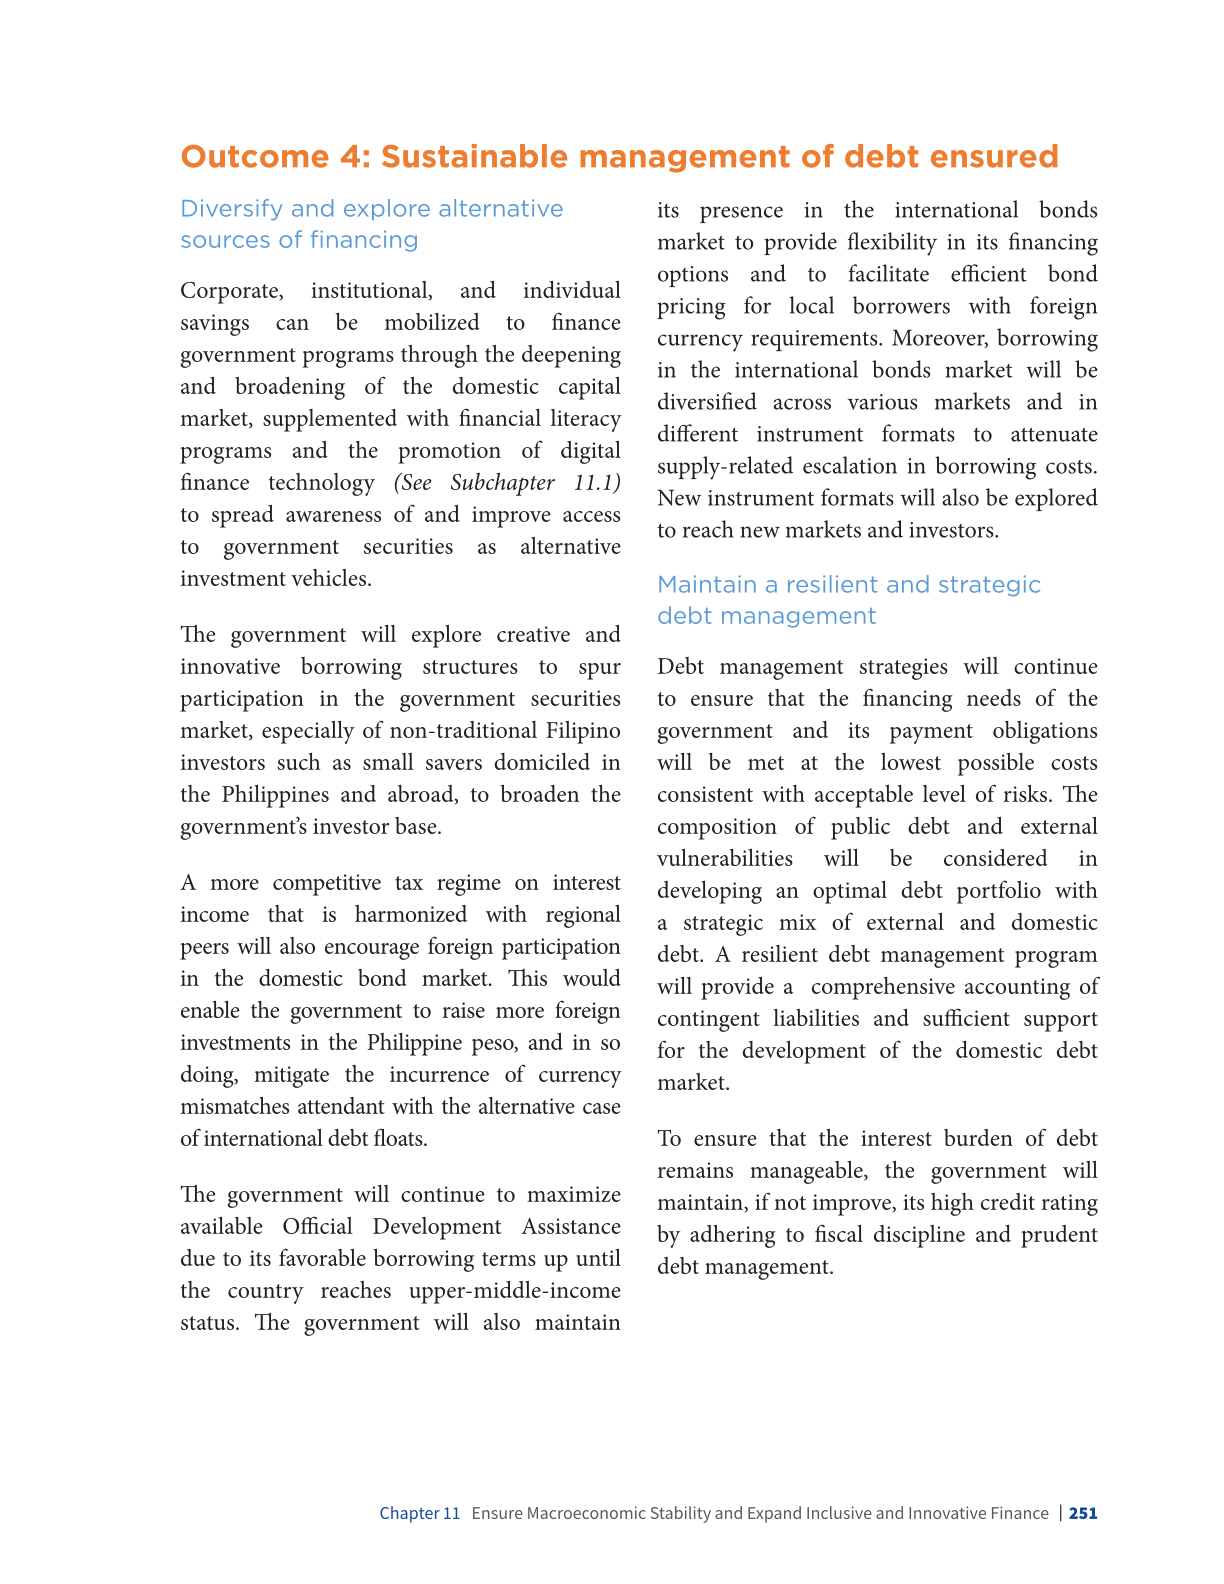 Outcome 4: Sustainable management of debt ensured
Diversify and explore alternative
sources of financing
Corporate, institutional, and individual
savings can be mobilized to finance
government programs through the deepening
and broadening of the domestic capital
market, supplemented with financial literacy
programs and the promotion of digital
finance technology (See Subchapter 11.1)
to spread awareness of and improve access
to government securities as alternative
investment vehicles.
The government will explore creative and
innovative borrowing structures to spur
participation in the government securities
market, especially of non-traditional Filipino
investors such as small savers domiciled in
the Philippines and abroad, to broaden the
government’s investor base.
A more competitive tax regime on interest
income that is harmonized with regional
peers will also encourage foreign participation
in the domestic bond market. This would
enable the government to raise more foreign
investments in the Philippine peso, and in so
doing, mitigate the incurrence of currency
mismatches attendant with the alternative case
of international debt floats.
The government will continue to maximize
available Official Development Assistance
due to its favorable borrowing terms up until
the country reaches upper-middle-income
status. The government will also maintain
its presence in the international bonds
market to provide flexibility in its financing
options and to facilitate efficient bond
pricing for local borrowers with foreign
currency requirements. Moreover, borrowing
in the international bonds market will be
diversified across various markets and in
different instrument formats to attenuate
supply-related escalation in borrowing costs.
New instrument formats will also be explored
to reach new markets and investors.
Maintain a resilient and strategic
debt management
Debt management strategies will continue
to ensure that the financing needs of the
government and its payment obligations
will be met at the lowest possible costs
consistent with acceptable level of risks. The
composition of public debt and external
vulnerabilities will be considered in
developing an optimal debt portfolio with
a strategic mix of external and domestic
debt. A resilient debt management program
will provide a comprehensive accounting of
contingent liabilities and sufficient support
for the development of the domestic debt
market.
To ensure that the interest burden of debt
remains manageable, the government will
maintain, if not improve, its high credit rating
by adhering to fiscal discipline and prudent
debt management.
Chapter 11 Ensure Macroeconomic Stability and Expand Inclusive and Innovative Finance | 251